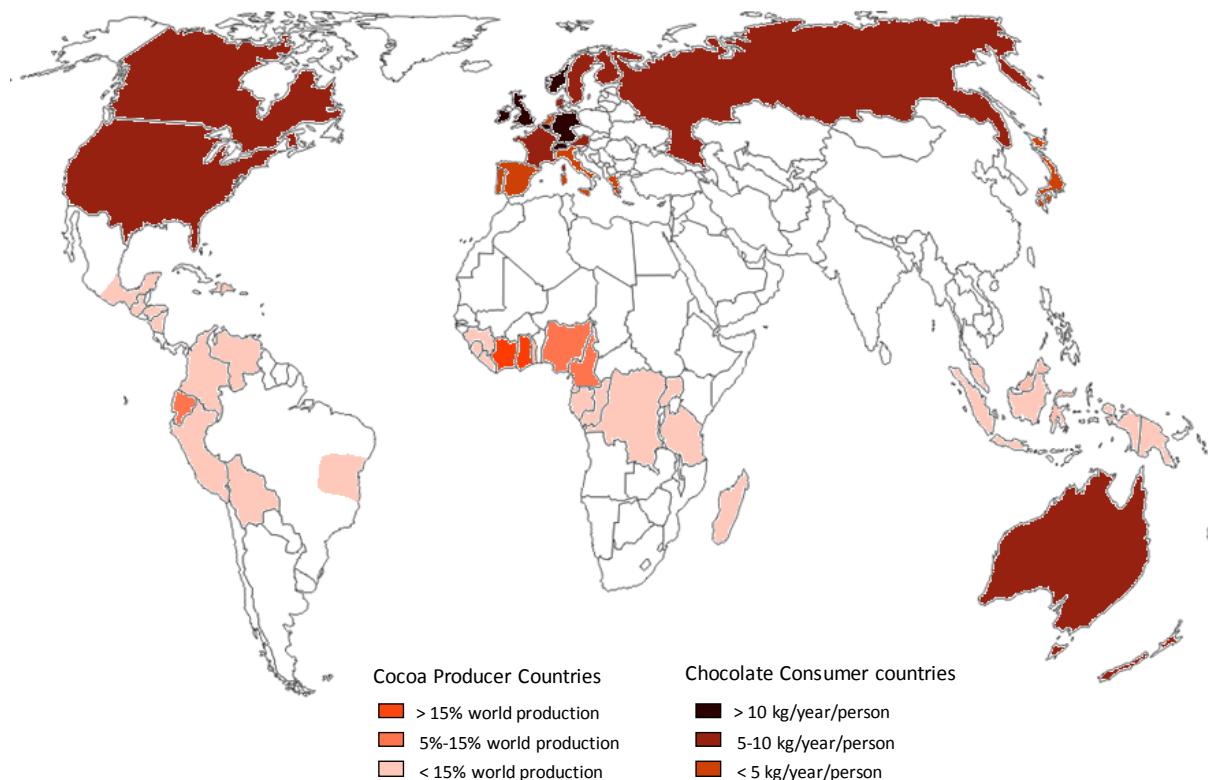 Cocoa Producer Countries
> 15% world production
5%-15% world production
< 15% world production
Chocolate Consumer countries
> 10 kg/year/person
5-10 kg/year/person
< 5 kg/year/person